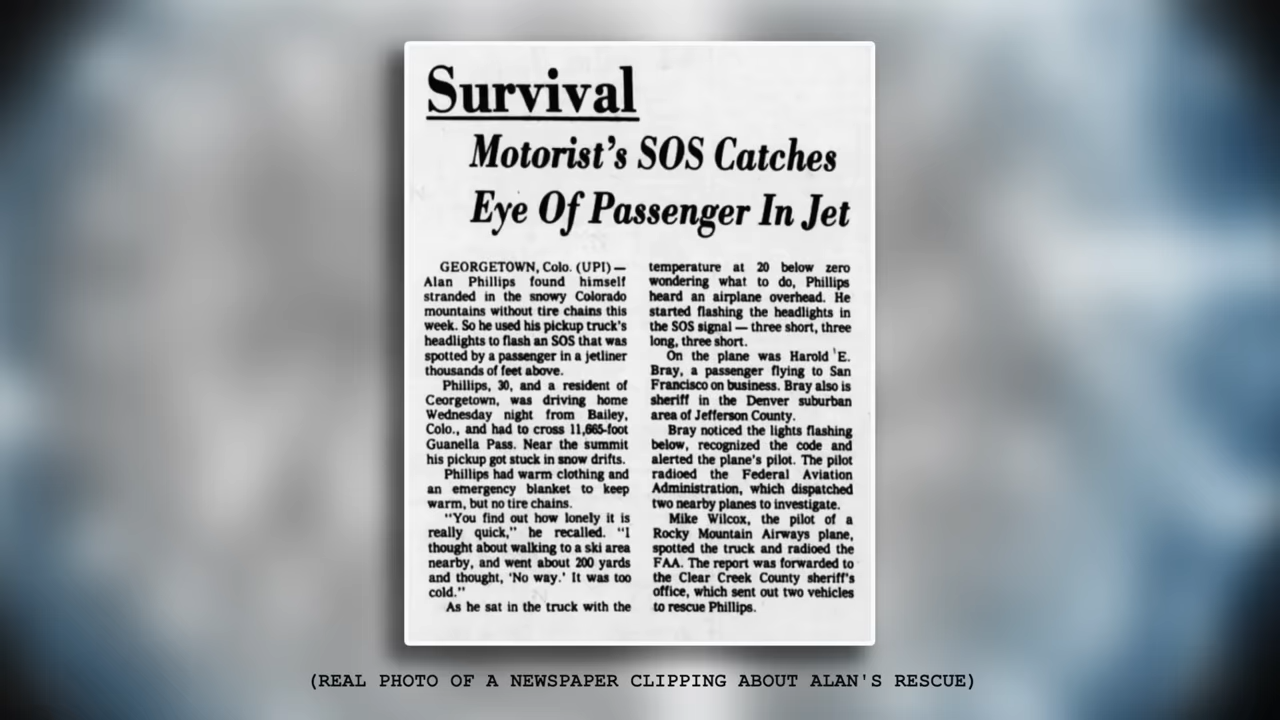 Survival
Motorist's SOS Catches
Eye Of Passenger In Jet
GEORGETOWN, Colo. (UPI) —
Alan Phillips found himself
stranded in the snowy Colorado
mountains without tire chains this
week. So he used his pickup truck's
headlights to flash an SOS that was
spotted by a passenger in a jetliner
thousands of feet above.
Phillips, 30, and a resident of
Georgetown, was driving home
Wednesday night from Bailey,
Colo., and had to cross 11,665-foot
Guanella Pass. Near the summit
his pickup got stuck in snow drifts.
Phillips had warm clothing and
an emergency blanket to keep
warm, but no tire chains.
"You find out how lonely it is
really quick," he recalled. "I
thought about walking to a ski area
nearby, and went about 200 yards
and thought, 'No way.' It was too
cold."
As he sat in the truck with the
temperature at 20 below zero
wondering what to do, Phillips
heard an airplane overhead. He
started flashing the headlights in
the SOS signal — three short, three
long, three short.
On the plane was Harold E.
Bray, a passenger flying to San
Francisco on business. Bray also is
sheriff in the Denver suburban
area of Jefferson County.
Bray noticed the lights flashing
below, recognized the code and
alerted the plane's pilot. The pilot
radioed the Federal Aviation
Administration, which dispatched
two nearby planes to investigate.
Mike Wilcox, the pilot of a
Rocky Mountain Airways plane,
spotted the truck and radioed the
FAA. The report was forwarded to
the Clear Creek County sheriff's
office, which sent out two vehicles
to rescue Phillips.
(REAL PHOTO OF A NEWSPAPER CLIPPING ABOUT ALAN'S RESCUE)